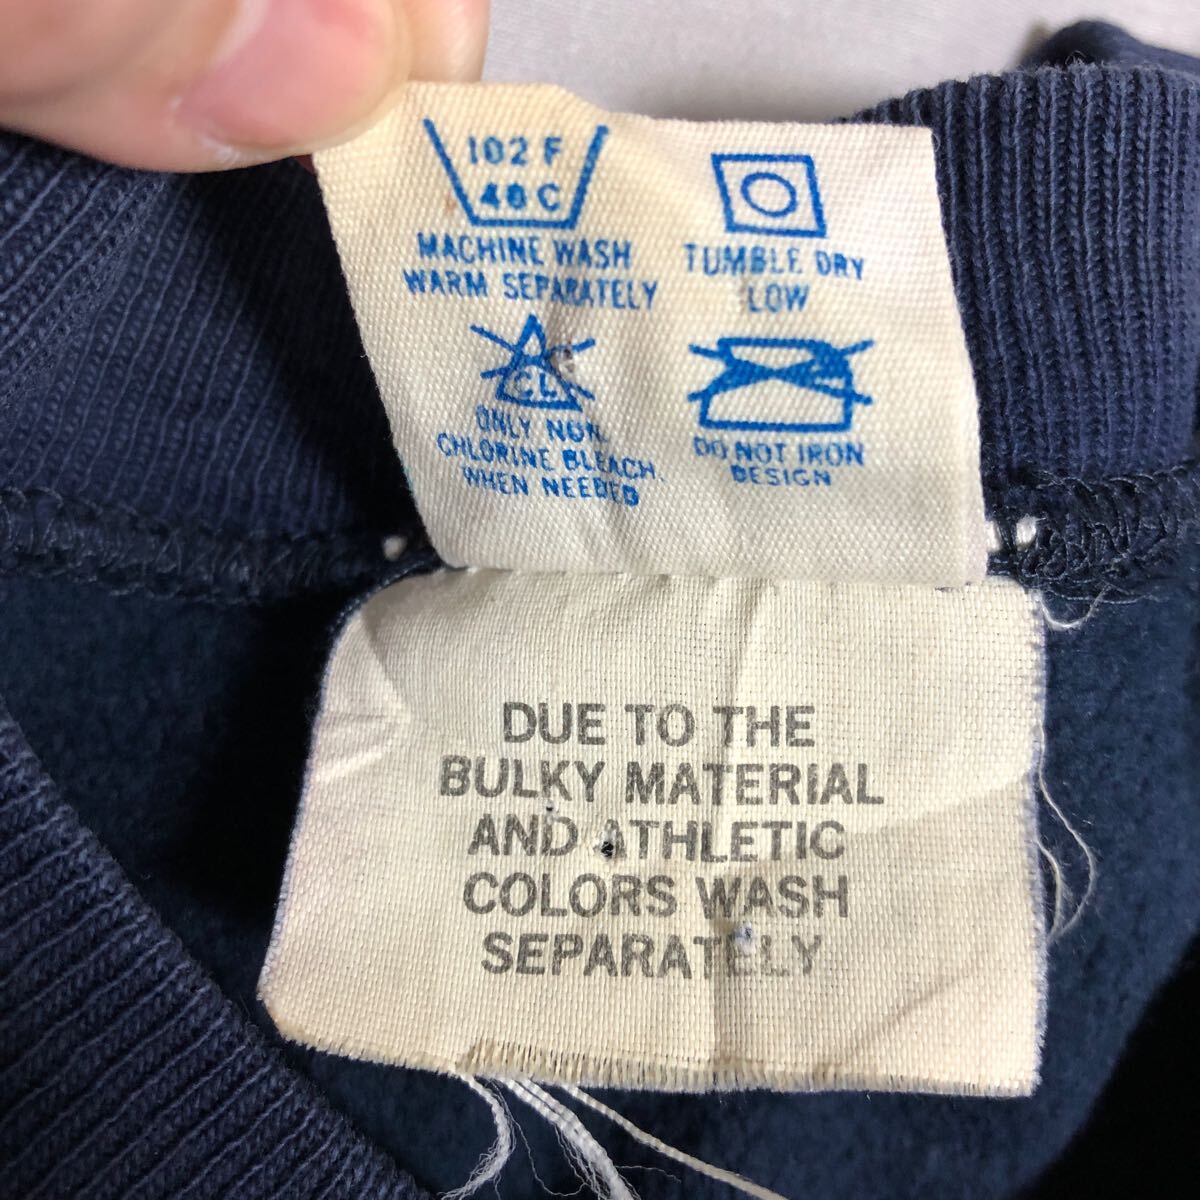 102 F
40 C
MACHINE WASH
WARM SEPARATELY
TUMBLE DRY
LOW
CL
ONLY NON.
CHLORINE BLEACH.
WHEN NEEDED
DO NOT IRON
DESIGN
DUE TO THE
BULKY MATERIAL
AND ATHLETIC
COLORS WASH
SEPARATELY